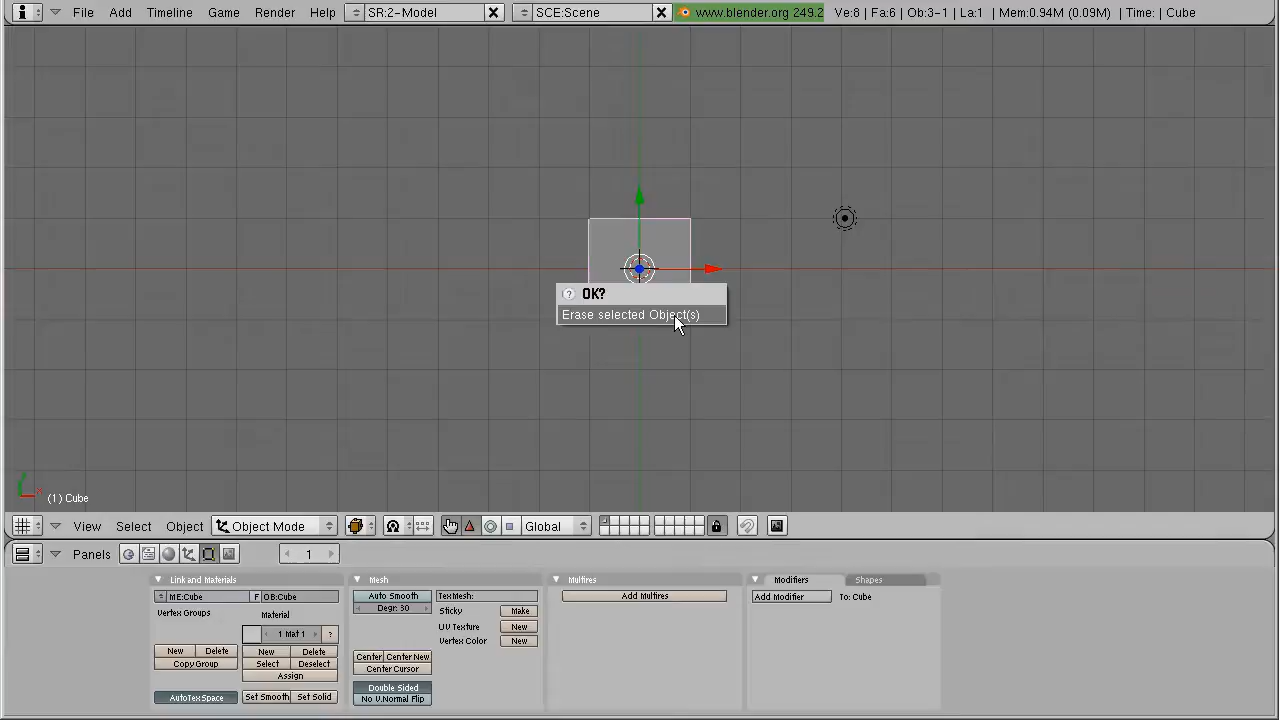 File Add Timeline Game Render Help SR:2-Model SCE:Scene www.blender.org 249.2 Ve:8 | Fa:6 | Ob:3-1 | La:1 | Mem:0.94M (0.09M) | Time: | Cube
OK?
Erase selected Object(s)
(1) Cube
View Select Object Object Mode Global
Panels 1
Link and Materials
ME:Cube F OB:Cube
Vertex Groups
Material
1 Mat 1 ?
New Delete New Delete
Copy Group Select Deselect
Assign
AutoTexSpace Set Smooth Set Solid
Mesh
Auto Smooth TexMesh:
Degr: 30 Sticky Make
UV Texture New
Vertex Color New
Center Center New
Center Cursor
Double Sided
No V.Normal Flip
Multires
Add Multires
Modifiers Shapes
Add Modifier To: Cube